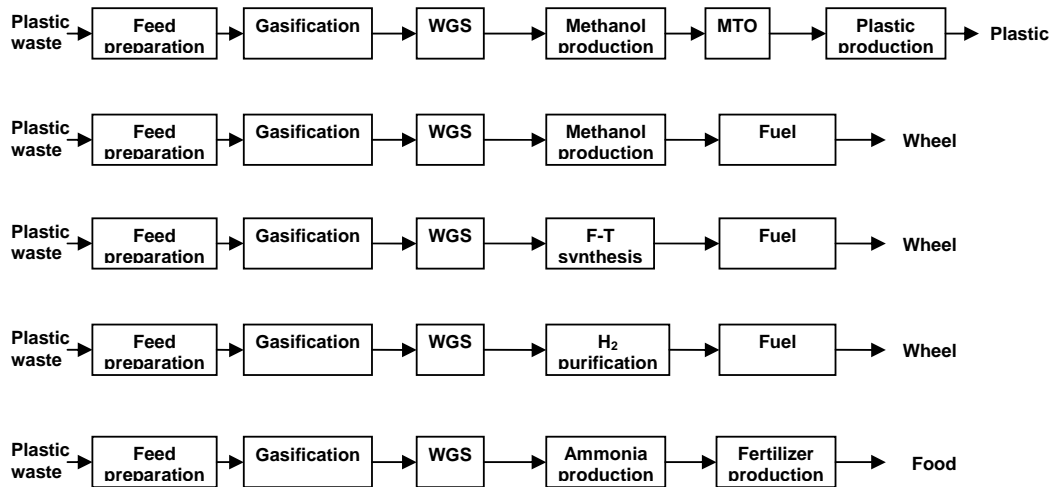 Plastic waste
Feed preparation
Gasification
WGS
Methanol production
MTO
Plastic production
Plastic
Plastic waste
Feed preparation
Gasification
WGS
Methanol production
Fuel
Wheel
Plastic waste
Feed preparation
Gasification
WGS
F-T synthesis
Fuel
Wheel
Plastic waste
Feed preparation
Gasification
WGS
H₂ purification
Fuel
Wheel
Plastic waste
Feed preparation
Gasification
WGS
Ammonia production
Fertilizer production
Food